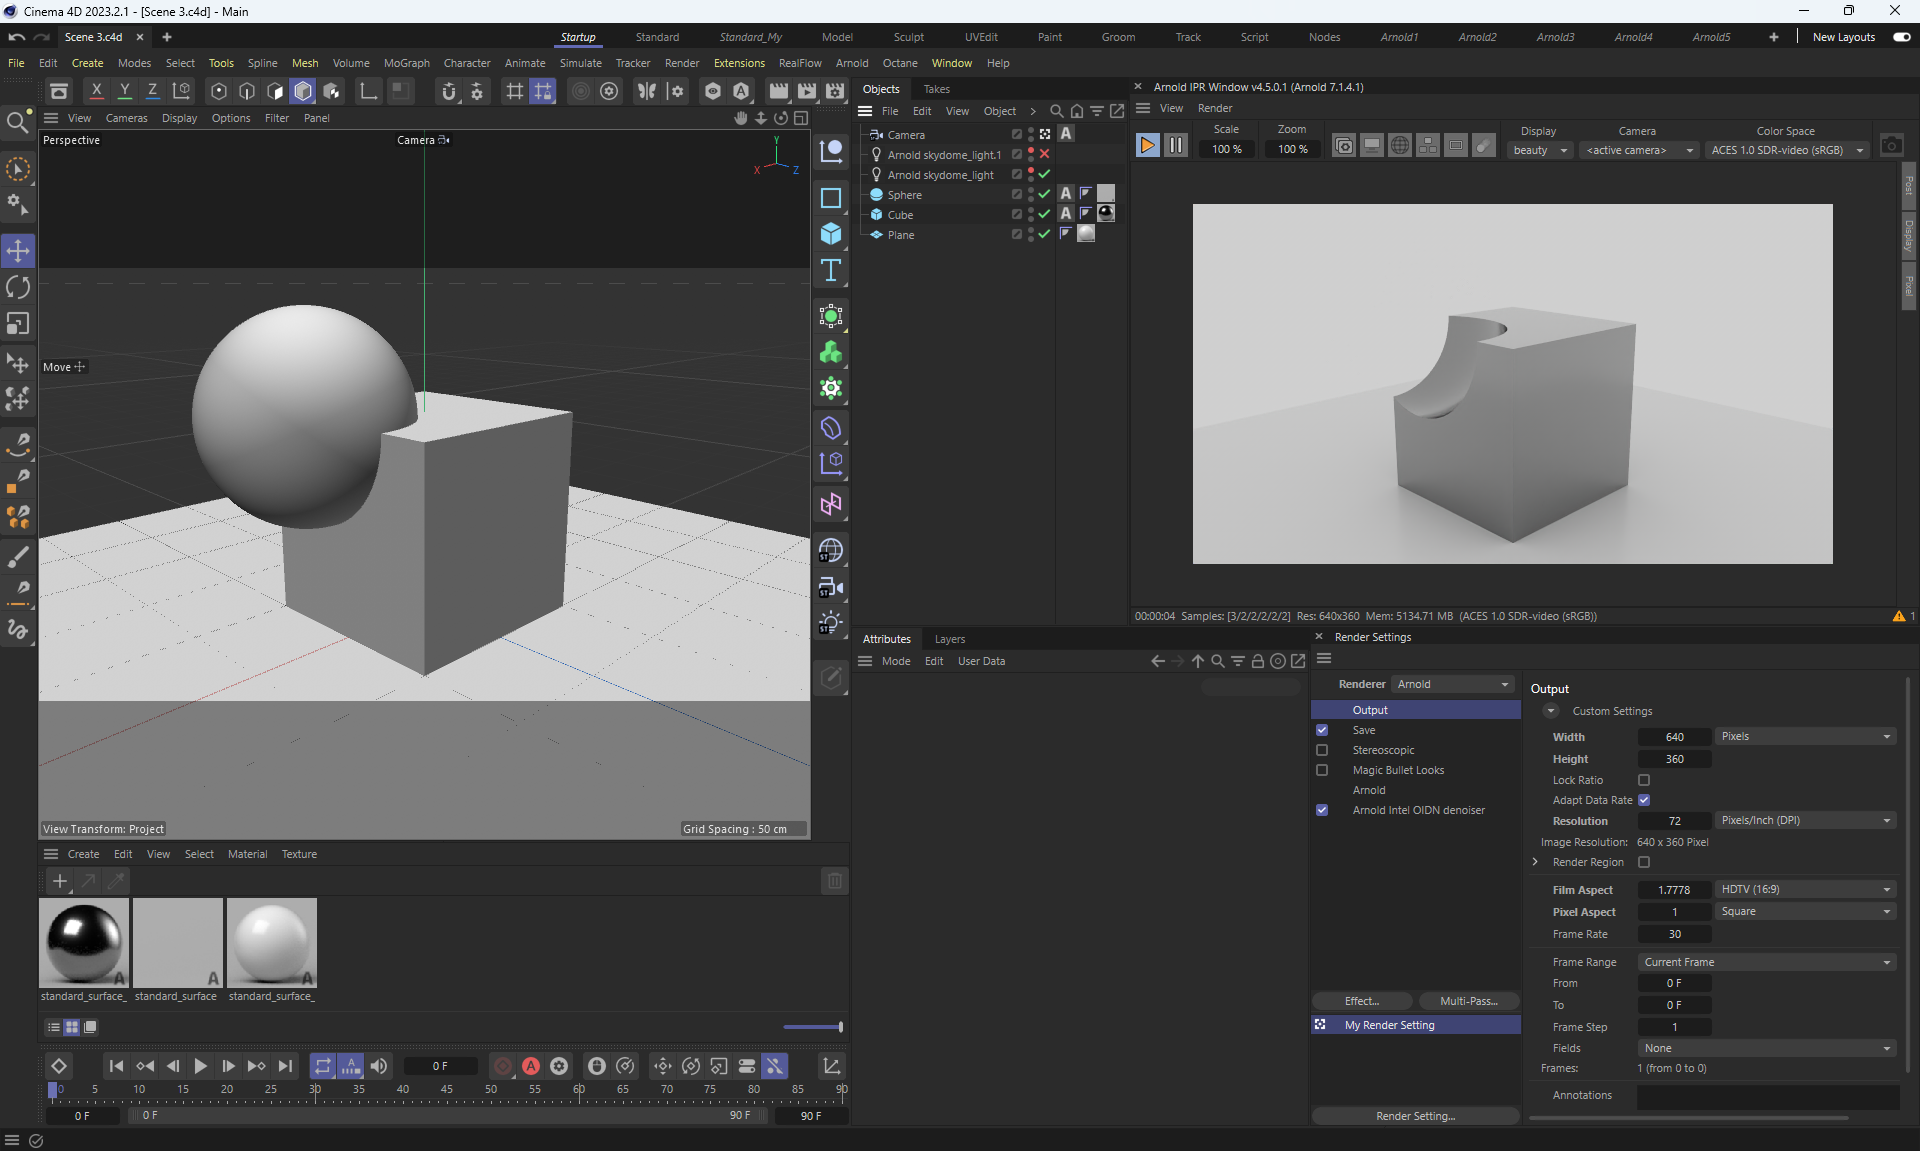 Cinema 4D 2023.2.1 - [Scene 3.c4d] - Main
Scene 3.c4d
Startup Standard Standard_My Model Sculpt UVEdit Paint Groom Track Script Nodes Arnold1 Arnold2 Arnold3 Arnold4 Arnold5 New Layouts
File Edit Create Modes Select Tools Spline Mesh Volume MoGraph Character Animate Simulate Tracker Render Extensions RealFlow Arnold Octane Window Help
X Y Z
View Cameras Display Options Filter Panel
Perspective
Camera
Y
X Z
Move
View Transform: Project
Grid Spacing : 50 cm
ST
ST
ST
Objects Takes
File Edit View Object
Camera
Arnold skydome_light.1
Arnold skydome_light
Sphere
Cube
Plane
Arnold IPR Window v4.5.0.1 (Arnold 7.1.4.1)
View Render
Scale Zoom Display Camera Color Space
100 % 100 % beauty <active camera> ACES 1.0 SDR-video (sRGB)
Post
Display
Pixel
00:00:04 Samples: [3/2/2/2/2/2] Res: 640x360 Mem: 5134.71 MB (ACES 1.0 SDR-video (sRGB))
1
Attributes Layers
Mode Edit User Data
Render Settings
Renderer Arnold
Output
Save
Stereoscopic
Magic Bullet Looks
Arnold
Arnold Intel OIDN denoiser
Effect... Multi-Pass...
My Render Setting
Render Setting...
Output
Custom Settings
Width 640 Pixels
Height 360
Lock Ratio
Adapt Data Rate
Resolution 72 Pixels/Inch (DPI)
Image Resolution: 640 x 360 Pixel
Render Region
Film Aspect 1.7778 HDTV (16:9)
Pixel Aspect 1 Square
Frame Rate 30
Frame Range Current Frame
From 0 F
To 0 F
Frame Step 1
Fields None
Frames: 1 (from 0 to 0)
Annotations
Create Edit View Select Material Texture
standard_surface_ standard_surface standard_surface_
0 F
0 5 10 15 20 25 30 35 40 45 50 55 60 65 70 75 80 85 90
0 F 0 F 90 F 90 F